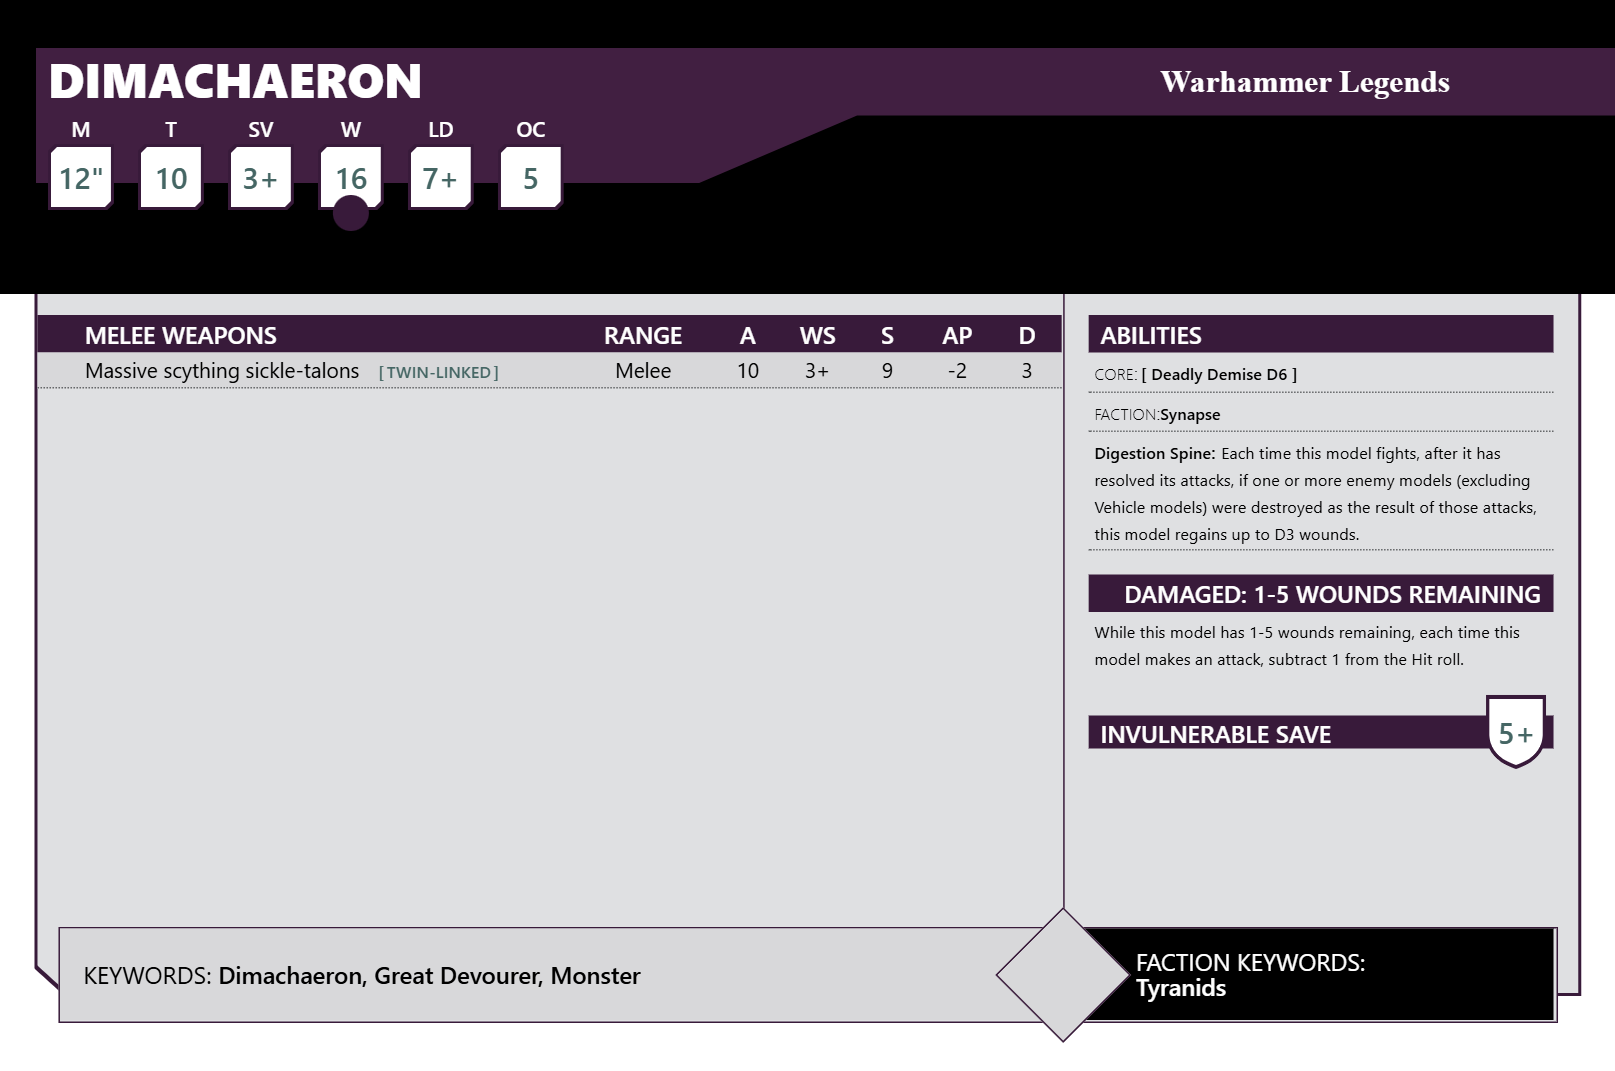 DIMACHAERON
Warhammer Legends
M T SV W LD OC
12" 10 3+ 16 7+ 5
MELEE WEAPONS RANGE A WS S AP D
Massive scything sickle-talons [TWIN-LINKED] Melee 10 3+ 9 -2 3
ABILITIES
CORE: [ Deadly Demise D6 ]
FACTION:Synapse
Digestion Spine: Each time this model fights, after it has
resolved its attacks, if one or more enemy models (excluding
Vehicle models) were destroyed as the result of those attacks,
this model regains up to D3 wounds.
DAMAGED: 1-5 WOUNDS REMAINING
While this model has 1-5 wounds remaining, each time this
model makes an attack, subtract 1 from the Hit roll.
INVULNERABLE SAVE 5+
KEYWORDS: Dimachaeron, Great Devourer, Monster
FACTION KEYWORDS:
Tyranids